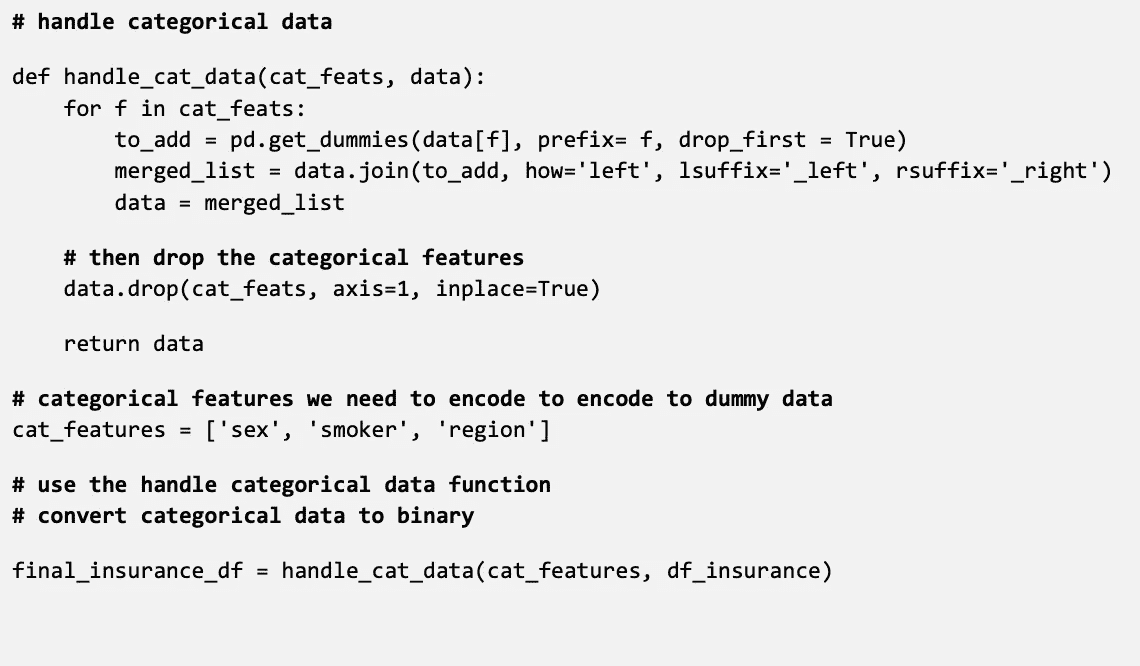 # handle categorical data
def handle_cat_data(cat_feats, data):
    for f in cat_feats:
        to_add = pd.get_dummies(data[f], prefix= f, drop_first = True)
        merged_list = data.join(to_add, how='left', lsuffix='_left', rsuffix='_right')
        data = merged_list
    # then drop the categorical features
    data.drop(cat_feats, axis=1, inplace=True)
    return data
# categorical features we need to encode to encode to dummy data
cat_features = ['sex', 'smoker', 'region']
# use the handle categorical data function
# convert categorical data to binary
final_insurance_df = handle_cat_data(cat_features, df_insurance)